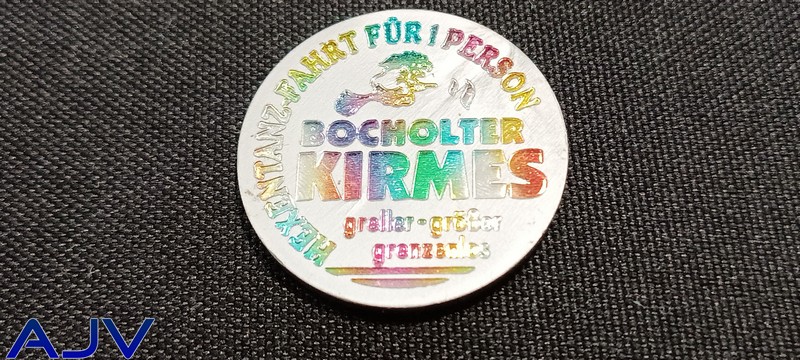 HEXENTANZ-FAHRT FÜR 1 PERSON
BOCHOLTER
KIRMES
greller-größer
grenzenlos
AJV